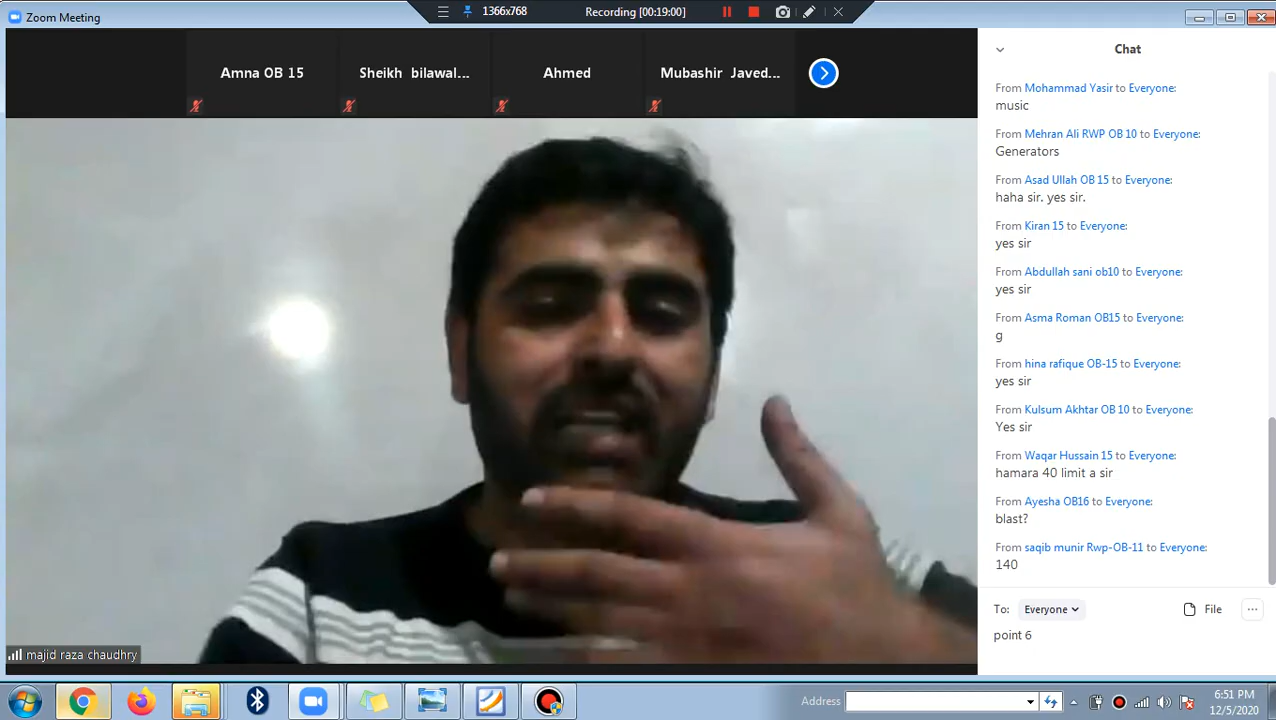 Zoom Meeting
1366x768
Recording [00:19:00]
Amna OB 15
Sheikh bilawal...
Ahmed
Mubashir Javed...
majid raza chaudhry
Chat
From Mohammad Yasir to Everyone:
music
From Mehran Ali RWP OB 10 to Everyone:
Generators
From Asad Ullah OB 15 to Everyone:
haha sir. yes sir.
From Kiran 15 to Everyone:
yes sir
From Abdullah sani ob10 to Everyone:
yes sir
From Asma Roman OB15 to Everyone:
g
From hina rafique OB-15 to Everyone:
yes sir
From Kulsum Akhtar OB 10 to Everyone:
Yes sir
From Waqar Hussain 15 to Everyone:
hamara 40 limit a sir
From Ayesha OB16 to Everyone:
blast?
From saqib munir Rwp-OB-11 to Everyone:
140
To: Everyone File
point 6
Address
6:51 PM
12/5/2020